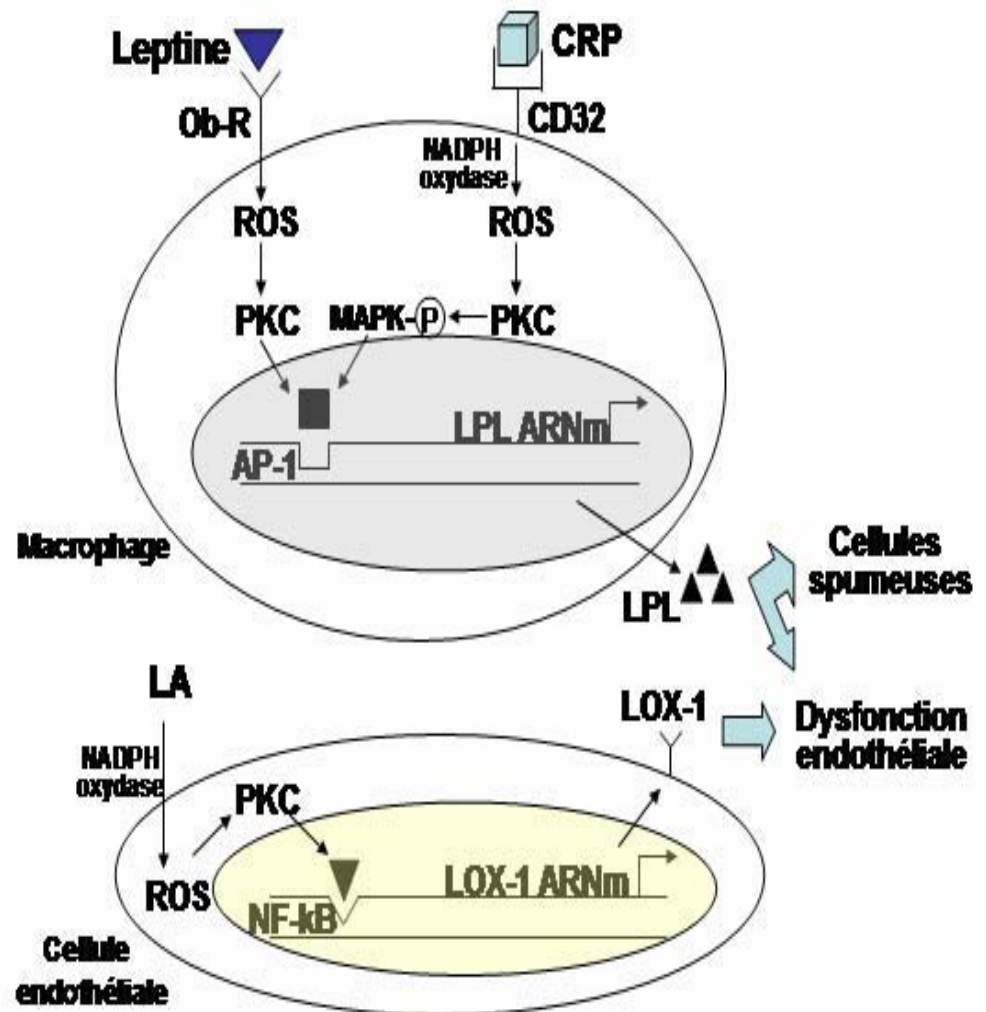 Leptine
CRP
Ob-R
CD32
NADPH
oxydase
ROS
ROS
PKC
MAPK-P
PKC
LPL ARNm
AP-1
Macrophage
LPL
Cellules
spumeuses
LA
LOX-1
Dysfonction
endothéliale
NADPH
oxydase
PKC
ROS
LOX-1 ARNm
NF-kB
Cellule
endothéliale